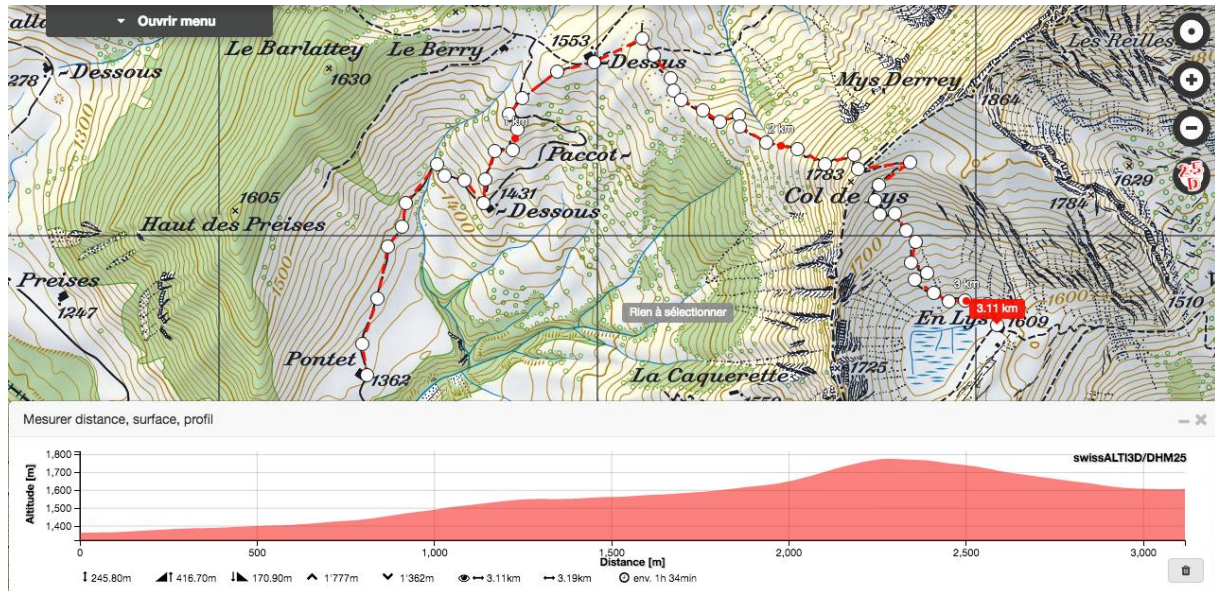 Ouvrir menu
Le Barlattey
Le Berry
1553
Les Reilles
278
Dessous
1630
Dessus
Mys Derrey
1864
1300
1 km
2 km
Paccot
1783
1629
1605
1431
Col de Lys
1784
Haut des Preises
1400
Dessous
1500
1700
Preises
3 km
1600
1510
1247
Rien à sélectionner
3.11 km
En Lys
1609
Pontet
1362
La Caquerette
1725
2.5
D
Mesurer distance, surface, profil
swissALTI3D/DHM25
Altitude [m]
1,800
1,700
1,600
1,500
1,400
0
500
1,000
1,500
2,000
2,500
3,000
Distance [m]
245.80m 416.70m 170.90m 1'777m 1'362m 3.11km 3.19km env. 1h 34min